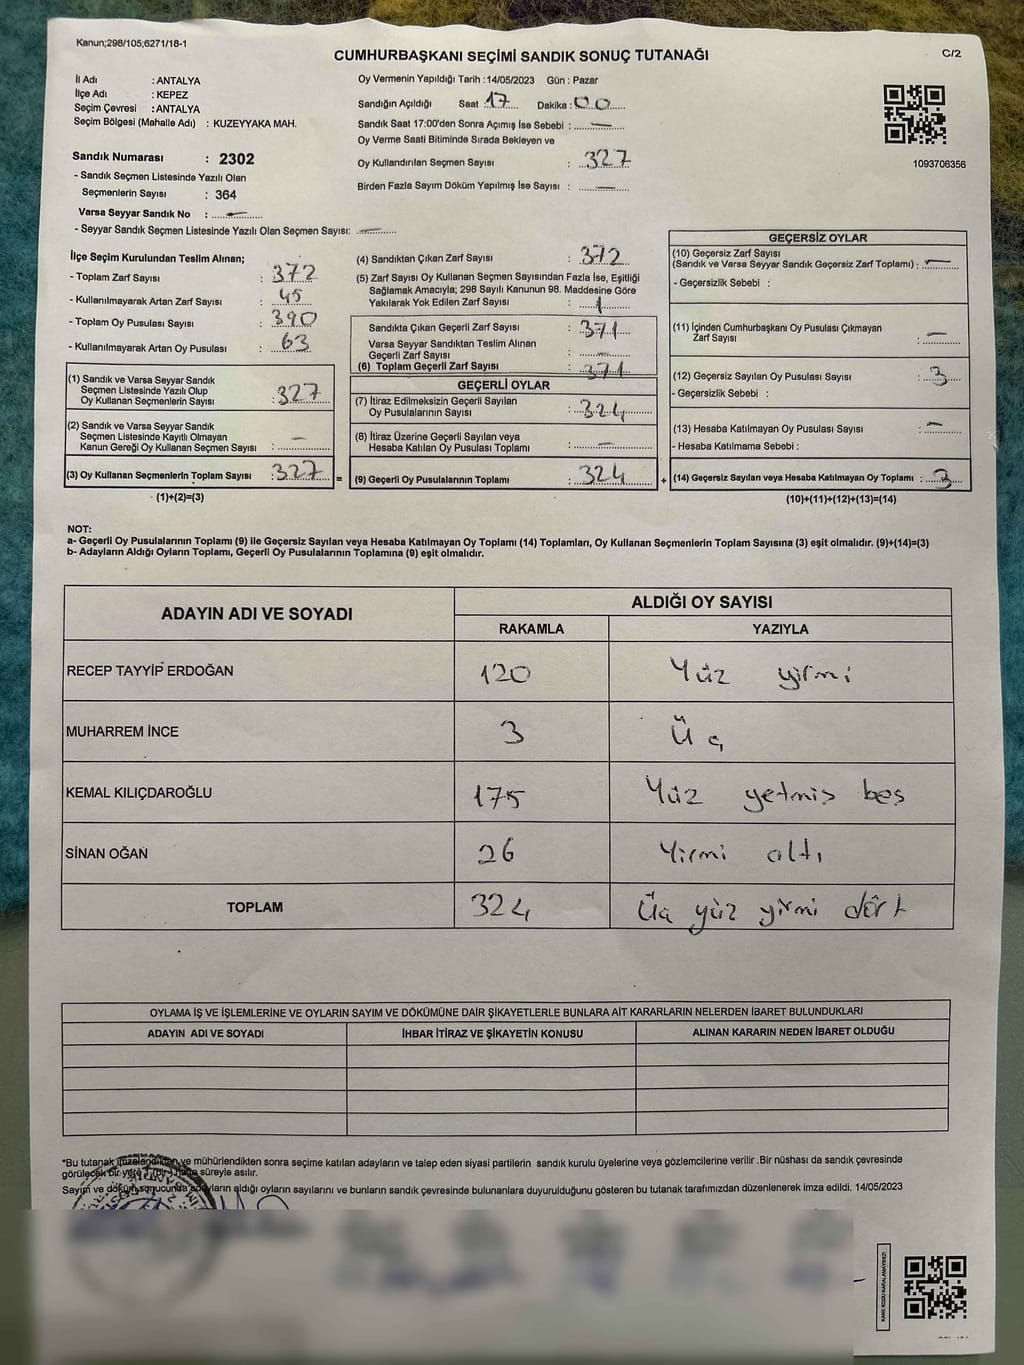 Kanun;298/105;6271/18-1
CUMHURBAŞKANI SEÇİMİ SANDIK SONUÇ TUTANAĞI
C/2
İl Adı : ANTALYA
İlçe Adı : KEPEZ
Seçim Çevresi : ANTALYA
Seçim Bölgesi (Mahalle Adı) : KUZEYYAKA MAH.
Sandık Numarası : 2302
- Sandık Seçmen Listesinde Yazılı Olan
Seçmenlerin Sayısı : 364
Varsa Seyyar Sandık No : —
- Seyyar Sandık Seçmen Listesinde Yazılı Olan Seçmen Sayısı: —
Oy Vermenin Yapıldığı Tarih :14/05/2023 Gün : Pazar
Sandığın Açıldığı Saat : 17 Dakika : 00
Sandık Saat 17:00'den Sonra Açımış İse Sebebi : —
Oy Verme Saati Bitiminde Sırada Bekleyen ve
Oy Kullandırılan Seçmen Sayısı : 327
Birden Fazla Sayım Döküm Yapılmış İse Sayısı : —
1093706356
İlçe Seçim Kurulundan Teslim Alınan;
- Toplam Zarf Sayısı : 372
- Kullanılmayarak Artan Zarf Sayısı : 45
- Toplam Oy Pusulası Sayısı : 390
- Kullanılmayarak Artan Oy Pusulası : 63
(1) Sandık ve Varsa Seyyar Sandık
Seçmen Listesinde Yazılı Olup
Oy Kullanan Seçmenlerin Sayısı : 327
(2) Sandık ve Varsa Seyyar Sandık
Seçmen Listesinde Kayıtlı Olmayan
Kanun Gereği Oy Kullanan Seçmen Sayısı : —
(3) Oy Kullanan Seçmenlerin Toplam Sayısı : 327 =
(1)+(2)=(3)
(4) Sandıktan Çıkan Zarf Sayısı : 372
(5) Zarf Sayısı Oy Kullanan Seçmen Sayısından Fazla İse, Eşitliği
Sağlamak Amacıyla; 298 Sayılı Kanunun 98. Maddesine Göre
Yakılarak Yok Edilen Zarf Sayısı : 1
Sandıkta Çıkan Geçerli Zarf Sayısı : 371
Varsa Seyyar Sandıktan Teslim Alınan
Geçerli Zarf Sayısı : —
(6) Toplam Geçerli Zarf Sayısı : 371
GEÇERLİ OYLAR
(7) İtiraz Edilmeksizin Geçerli Sayılan
Oy Pusulalarının Sayısı : 324
(8) İtiraz Üzerine Geçerli Sayılan veya
Hesaba Katılan Oy Pusulaları Toplamı : —
(9) Geçerli Oy Pusulalarının Toplamı : 324 +
GEÇERSİZ OYLAR
(10) Geçersiz Zarf Sayısı
(Sandık ve Varsa Seyyar Sandık Geçersiz Zarf Toplamı) : —
- Geçersizlik Sebebi :
(11) İçinden Cumhurbaşkanı Oy Pusulası Çıkmayan
Zarf Sayısı : —
(12) Geçersiz Sayılan Oy Pusulası Sayısı : 3
- Geçersizlik Sebebi :
(13) Hesaba Katılmayan Oy Pusulası Sayısı : —
- Hesaba Katılmama Sebebi :
(14) Geçersiz Sayılan veya Hesaba Katılmayan Oy Toplamı : 3
(10)+(11)+(12)+(13)=(14)
NOT:
a- Geçerli Oy Pusulalarının Toplamı (9) ile Geçersiz Sayılan veya Hesaba Katılmayan Oy Toplamı (14) Toplamları, Oy Kullanan Seçmenlerin Toplam Sayısına (3) eşit olmalıdır. (9)+(14)=(3)
b- Adayların Aldığı Oyların Toplamı, Geçerli Oy Pusulalarının Toplamına (9) eşit olmalıdır.
ADAYIN ADI VE SOYADI
ALDIĞI OY SAYISI
RAKAMLA YAZIYLA
RECEP TAYYİP ERDOĞAN 120 Yüz yirmi
MUHARREM İNCE 3 Üç
KEMAL KILIÇDAROĞLU 175 Yüz yetmiş beş
SİNAN OĞAN 26 Yirmi altı
TOPLAM 324 Üç yüz yirmi dört
OYLAMA İŞ VE İŞLEMLERİNE VE OYLARIN SAYIM VE DÖKÜMÜNE DAİR ŞİKAYETLERLE BUNLARA AİT KARARLARIN NELERDEN İBARET BULUNDUKLARI
ADAYIN ADI VE SOYADI İHBAR İTİRAZ VE ŞİKAYETİN KONUSU ALINAN KARARIN NEDEN İBARET OLDUĞU
*Bu tutanak imzalandıktan ve mühürlendikten sonra seçime katılan adayların ve talep eden siyasi partilerin sandık kurulu üyelerine veya gözlemcilerine verilir .Bir nüshası da sandık çevresinde
görülecek bir yere 1 (bir) hafta süreyle asılır.
Sayım ve döküm sonucunda adayların aldığı oyların sayılarını ve bunların sandık çevresinde bulunanlara duyurulduğunu gösteren bu tutanak tarafımızdan düzenlenerek imza edildi. 14/05/2023